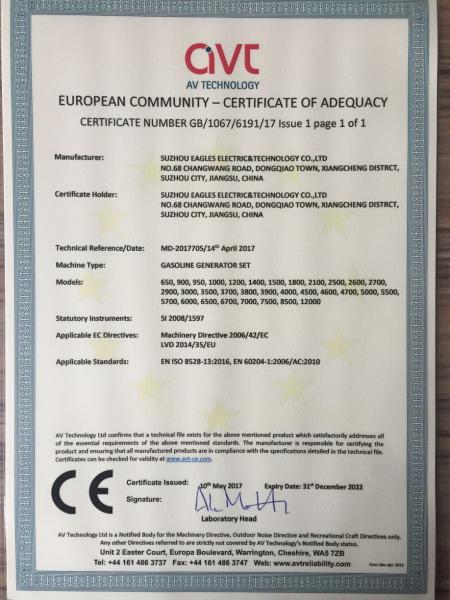 avt
AV TECHNOLOGY
EUROPEAN COMMUNITY – CERTIFICATE OF ADEQUACY
CERTIFICATE NUMBER GB/1067/6191/17 Issue 1 page 1 of 1
Manufacturer: SUZHOU EAGLES ELECTRIC&TECHNOLOGY CO.,LTD
NO.68 CHANGWANG ROAD, DONGQIAO TOWN, XIANGCHENG DISTRCT,
SUZHOU CITY, JIANGSU, CHINA
Certificate Holder: SUZHOU EAGLES ELECTRIC&TECHNOLOGY CO.,LTD
NO.68 CHANGWANG ROAD, DONGQIAO TOWN, XIANGCHENG DISTRCT,
SUZHOU CITY, JIANGSU, CHINA
Technical Reference/Date: MD-2017705/14th April 2017
Machine Type: GASOLINE GENERATOR SET
Models: 650, 900, 950, 1000, 1200, 1400, 1500, 1800, 2100, 2500, 2600, 2700,
2900, 3000, 3500, 3700, 3800, 3900, 4000, 4500, 4600, 4700, 5000, 5500,
5700, 6000, 6500, 6700, 7000, 7500, 8500, 12000
Statutory Instruments: SI 2008/1597
Applicable EC Directives: Machinery Directive 2006/42/EC
LVD 2014/35/EU
Applicable Standards: EN ISO 8528-13:2016, EN 60204-1:2006/AC:2010
AV Technology Ltd confirms that a technical file exists for the above mentioned product which satisfactorily addresses all
of the essential requirements of the above mentioned standards. The manufacturer is responsible for certifying the
product and ensuring that all manufactured products are in compliance with the specifications detailed in the technical file.
Certificates can be checked for validity at www.avt-ce.com.
CE
Certificate Issued: 10th May 2017 Expiry Date: 31st December 2022
Signature:
Laboratory Head
AV Technology Ltd is a Notified Body for the Machinery Directive, Outdoor Noise Directive and Recreational Craft Directives only.
Any other Directives referred to are strictly not covered by AV Technology's Notified Body status.
Unit 2 Easter Court, Europa Boulevard, Warrington, Cheshire, WA5 7ZB
Tel: +44 161 486 3737 Fax: +44 161 486 3747 Web: www.avtreliability.com
Form Rev Apr 2016